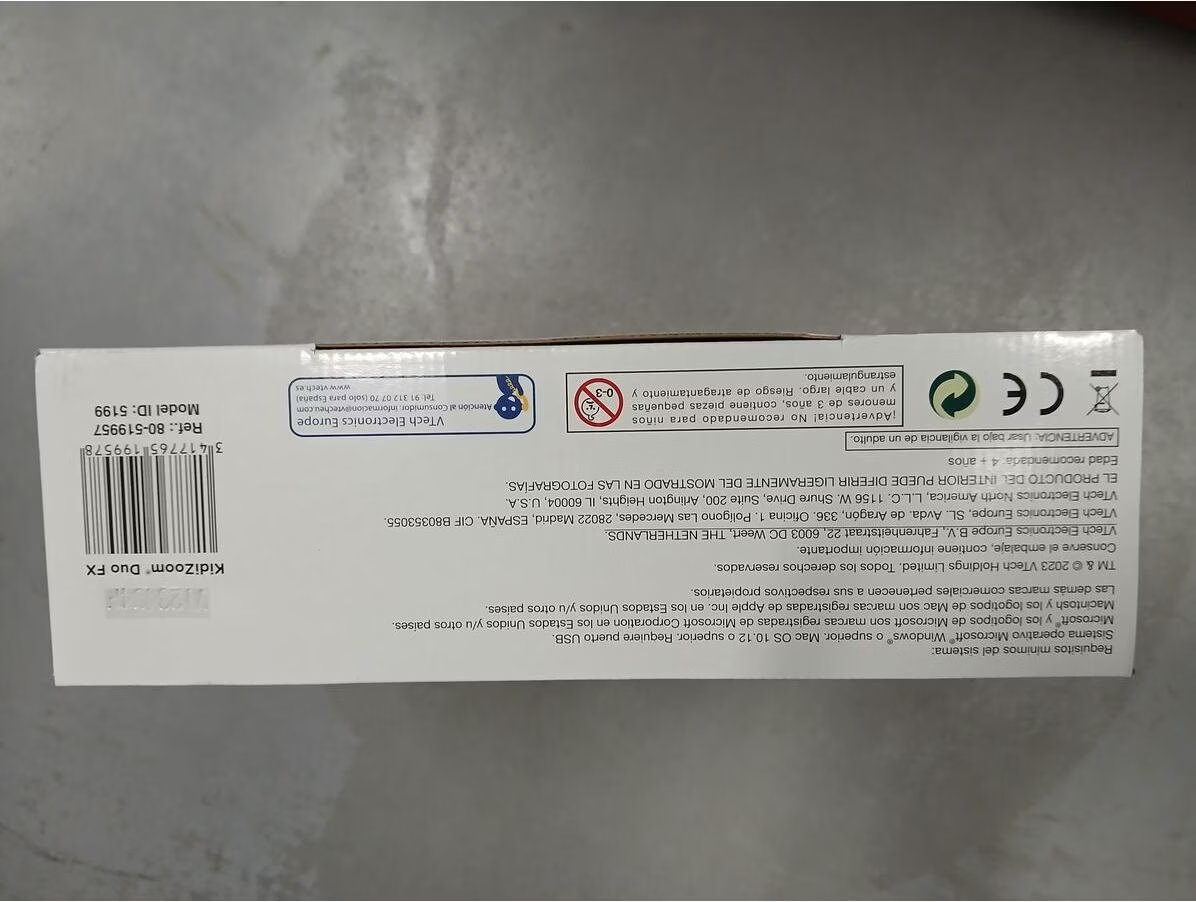 Requisitos mínimos del sistema:
Sistema operativo Microsoft® Windows® o superior. Mac OS 10.12 o superior. Requiere puerto USB.
Microsoft® y los logotipos de Microsoft son marcas registradas de Microsoft Corporation en los Estados Unidos y/u otros países.
Macintosh y los logotipos de Mac son marcas registradas de Apple Inc. en los Estados Unidos y/u otros países.
Las demás marcas comerciales pertenecen a sus respectivos propietarios.
TM & © 2023 VTech Holdings Limited. Todos los derechos reservados.
Conserve el embalaje, contiene información importante.
VTech Electronics Europe B.V., Fahrenheitstraat 22, 6003 DC Weert, THE NETHERLANDS.
VTech Electronics Europe, SL. Avda. de Aragón, 336. Oficina 1. Polígono Las Mercedes, 28022 Madrid, ESPAÑA. CIF B80353055.
VTech Electronics North America, L.L.C. 1156 W. Shure Drive, Suite 200, Arlington Heights, IL 60004, U.S.A.
EL PRODUCTO DEL INTERIOR PUEDE DIFERIR LIGERAMENTE DEL MOSTRADO EN LAS FOTOGRAFÍAS.
Edad recomendada: 4 + años
ADVERTENCIA: Usar bajo la vigilancia de un adulto.
CE
¡Advertencia! No recomendado para niños
menores de 3 años, contiene piezas pequeñas
y un cable largo. Riesgo de atragantamiento y
estrangulamiento.
0-3
VTech Electronics Europe
Atención al Consumidor: informacion@vtecheu.com
Tel: 91 312 07 70 (solo para España)
www.vtech.es
KidiZoom® Duo FX
3 417765 199578
Ref.: 80-519957
Model ID: 5199